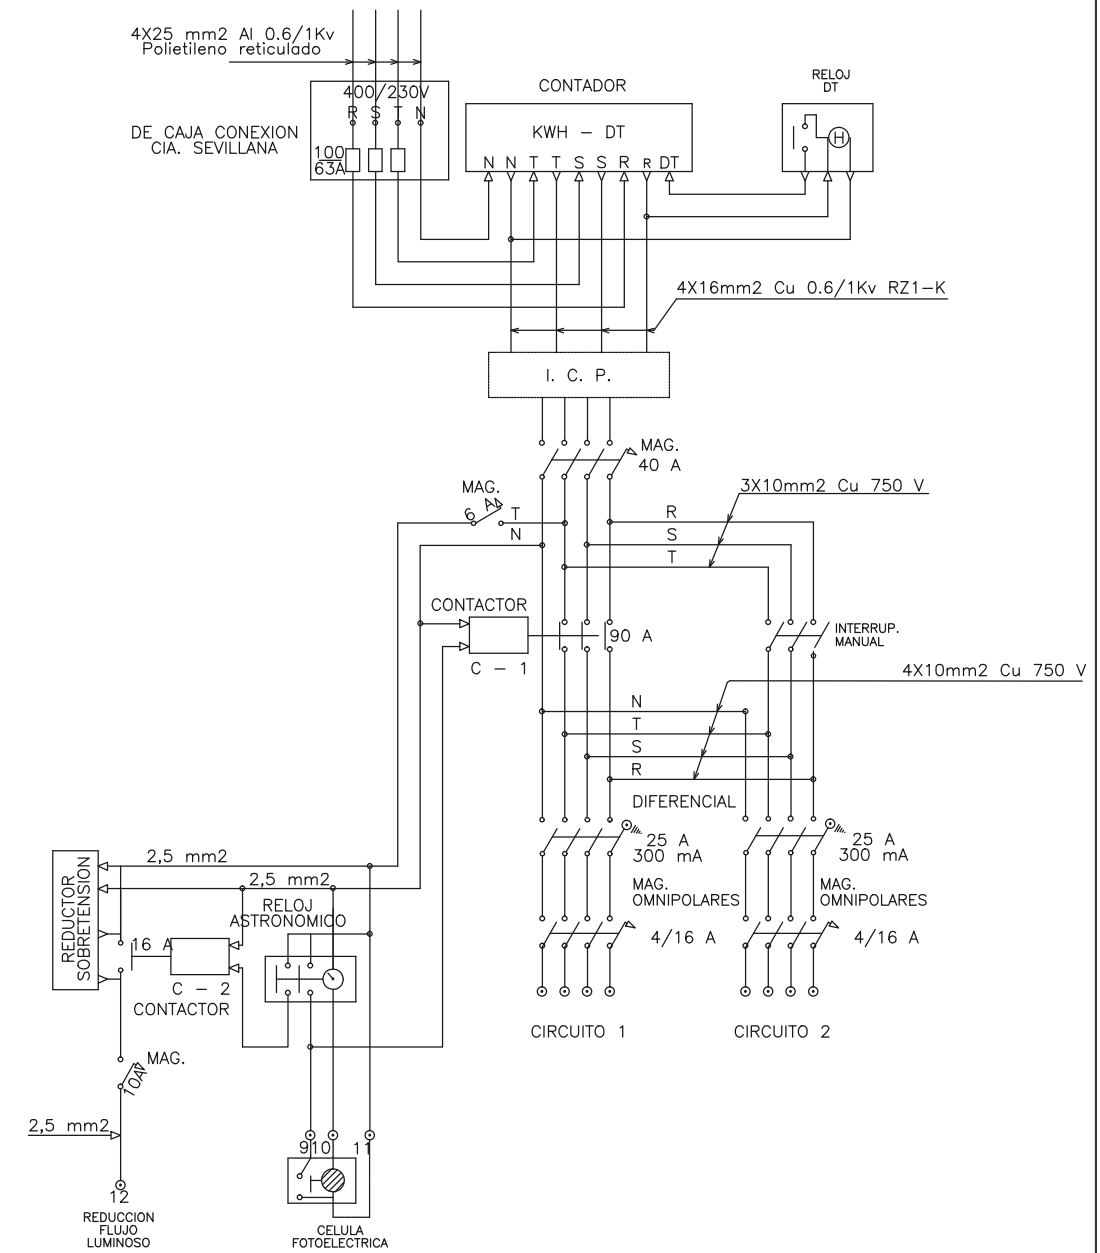 4X25 mm2 Al 0.6/1Kv
Polietileno reticulado
400/230V
R S T N
DE CAJA CONEXION
CIA. SEVILLANA
100
63A
CONTADOR
KWH - DT
N N T T S S R R DT
RELOJ
DT
H
4X16mm2 Cu 0.6/1Kv RZ1-K
I. C. P.
MAG.
40 A
MAG.
6 A
T
N
3X10mm2 Cu 750 V
R
S
T
CONTACTOR
C - 1
90 A
INTERRUP.
MANUAL
4X10mm2 Cu 750 V
N
T
S
R
DIFERENCIAL
25 A
300 mA
25 A
300 mA
MAG.
OMNIPOLARES
MAG.
OMNIPOLARES
4/16 A
4/16 A
CIRCUITO 1
CIRCUITO 2
2,5 mm2
2,5 mm2
REDUCTOR
SOBRETENSION
RELOJ
ASTRONOMICO
16 A
C - 2
CONTACTOR
MAG.
10A
2,5 mm2
9 10 11
12
REDUCCION
FLUJO
LUMINOSO
CELULA
FOTOELECTRICA